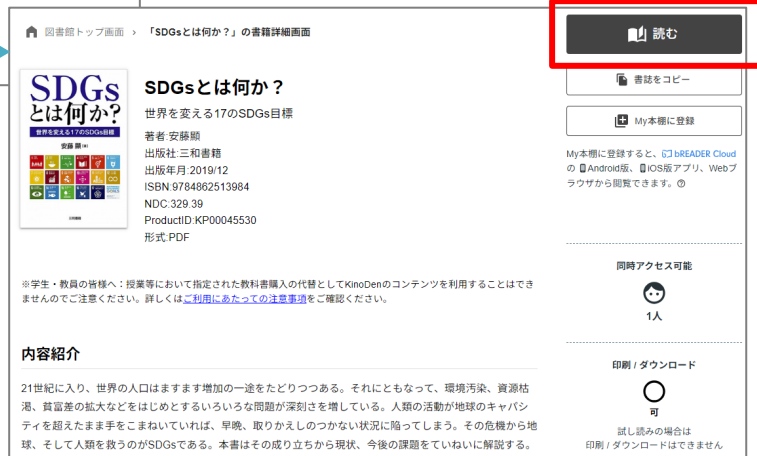 図書館トップ画面 › 「SDGsとは何か？」の書籍詳細画面
SDGs
とは何か?
世界を変える17のSDGs目標
安藤 顯
三和書籍
SDGsとは何か？
世界を変える17のSDGs目標
著者:安藤顯
出版社:三和書籍
出版年月:2019/12
ISBN:9784862513984
NDC:329.39
ProductID:KP00045530
形式:PDF
※学生・教員の皆様へ：授業等において指定された教科書購入の代替としてKinoDenのコンテンツを利用することはでき
ませんのでご注意ください。詳しくはご利用にあたっての注意事項をご確認ください。
内容紹介
21世紀に入り、世界の人口はますます増加の一途をたどりつつある。それにともなって、環境汚染、資源枯
渇、貧富差の拡大などをはじめとするいろいろな問題が深刻さを増している。人類の活動が地球のキャパシ
ティを超えたまま手をこまねいていれば、早晩、取りかえしのつかない状況に陥ってしまう。その危機から地
球、そして人類を救うのがSDGsである。本書はその成り立ちから現状、今後の課題をていねいに解説する。
読む
書誌をコピー
My本棚に登録
My本棚に登録すると、 bREADER Cloud
の Android版、 iOS版アプリ、Webブ
ラウザから閲覧できます。
同時アクセス可能
1人
印刷 / ダウンロード
可
試し読みの場合は
印刷 / ダウンロードはできません